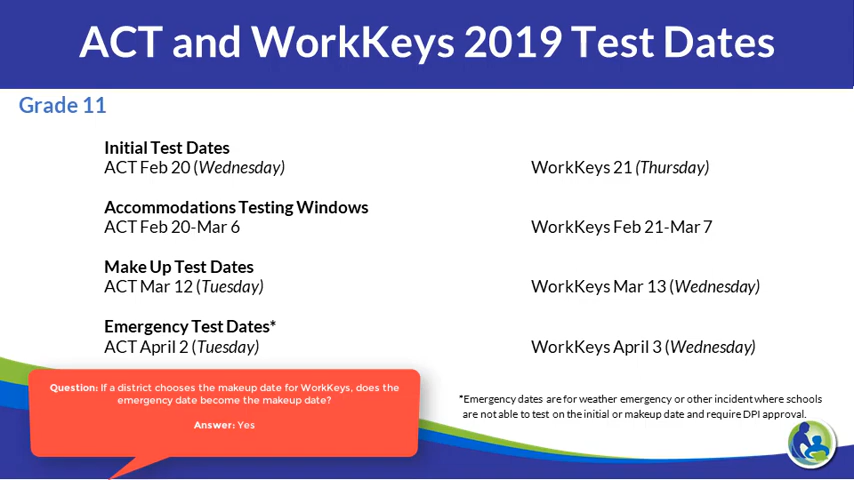 ACT and WorkKeys 2019 Test Dates
Grade 11
Initial Test Dates
ACT Feb 20 (Wednesday)
WorkKeys 21 (Thursday)
Accommodations Testing Windows
ACT Feb 20-Mar 6
WorkKeys Feb 21-Mar 7
Make Up Test Dates
ACT Mar 12 (Tuesday)
WorkKeys Mar 13 (Wednesday)
Emergency Test Dates*
ACT April 2 (Tuesday)
WorkKeys April 3 (Wednesday)
Question: If a district chooses the makeup date for WorkKeys, does the
emergency date become the makeup date?
Answer: Yes
*Emergency dates are for weather emergency or other incident where schools
are not able to test on the initial or makeup date and require DPI approval.